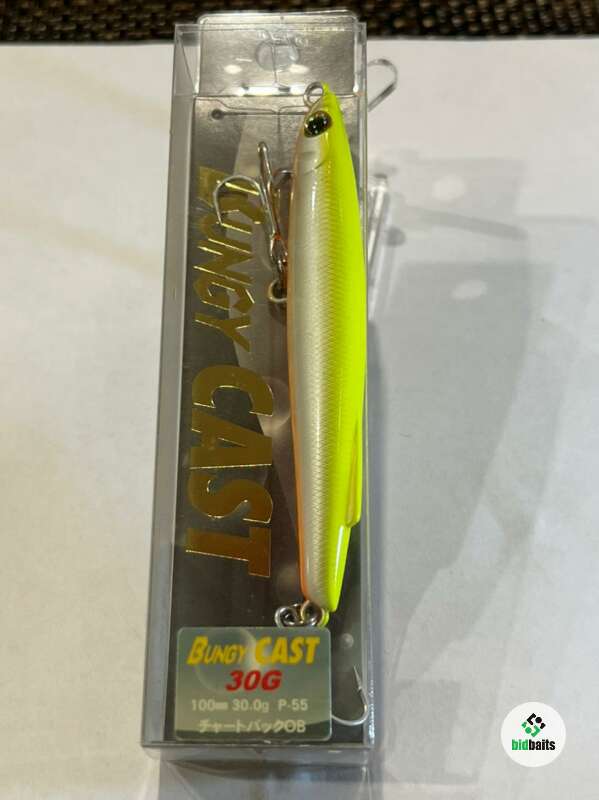 BUNGY CAST
BUNGY CAST
30G
100mm 30.0g P-55
チャートバックOB
bidbaits